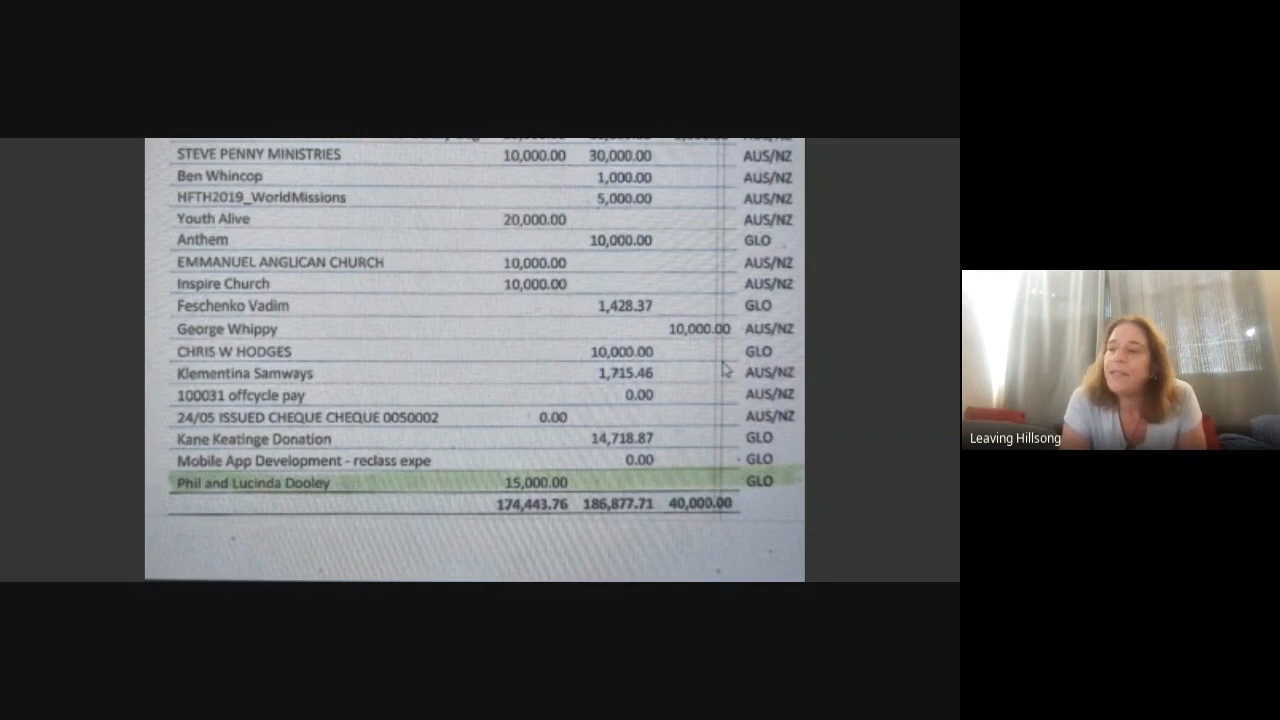 STEVE PENNY MINISTRIES 10,000.00 30,000.00 AUS/NZ
Ben Whincop 1,000.00 AUS/NZ
HFTH2019_WorldMissions 5,000.00 AUS/NZ
Youth Alive 20,000.00 AUS/NZ
Anthem 10,000.00 GLO
EMMANUEL ANGLICAN CHURCH 10,000.00 AUS/NZ
Inspire Church 10,000.00 AUS/NZ
Feschenko Vadim 1,428.37 GLO
George Whippy 10,000.00 AUS/NZ
CHRIS W HODGES 10,000.00 GLO
Klementina Samways 1,715.46 AUS/NZ
100031 offcycle pay 0.00 AUS/NZ
24/05 ISSUED CHEQUE CHEQUE 0050002 0.00 AUS/NZ
Kane Keatinge Donation 14,718.87 GLO
Mobile App Development - reclass expe 0.00 GLO
Phil and Lucinda Dooley 15,000.00 GLO
174,443.76 186,877.71 40,000.00
Leaving Hillsong